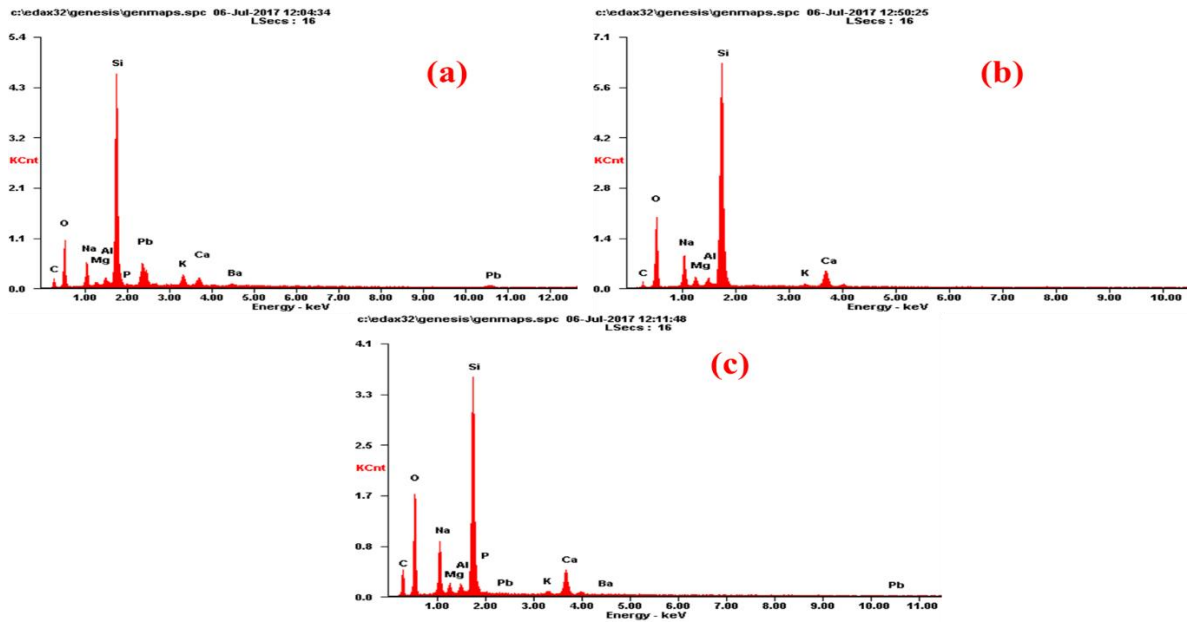 c:\edax32\genesis\genmaps.spc 06-Jul-2017 12:04:34
LSecs : 16
5.4
4.3
3.2
KCnt
2.1
1.1
0.0
Si
(a)
O
C
Na
Mg
Al
P
Pb
K
Ca
Ba
Pb
1.00 2.00 3.00 4.00 5.00 6.00 7.00 8.00 9.00 10.00 11.00 12.00
Energy - keV
c:\edax32\genesis\genmaps.spc 06-Jul-2017 12:50:25
LSecs : 16
7.1
5.6
4.2
KCnt
2.8
1.4
0.0
Si
(b)
O
C
Na
Mg
Al
K
Ca
1.00 2.00 3.00 4.00 5.00 6.00 7.00 8.00 9.00 10.00
Energy - keV
c:\edax32\genesis\genmaps.spc 06-Jul-2017 12:11:48
LSecs : 16
4.1
3.3
2.5
KCnt
1.7
0.8
0.0
Si
(c)
O
C
Na
Mg
Al
P
Pb
K
Ca
Ba
Pb
1.00 2.00 3.00 4.00 5.00 6.00 7.00 8.00 9.00 10.00 11.00
Energy - keV